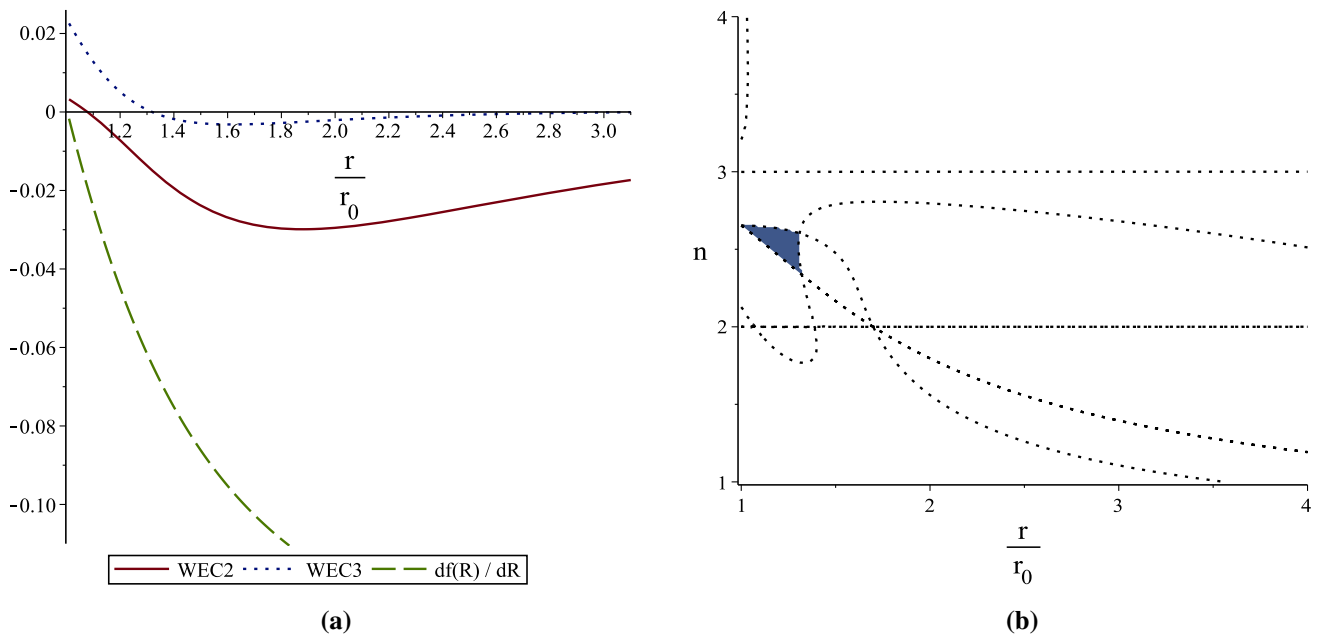 0.02
0
1.2 1.4 1.6 1.8 2.0 2.2 2.4 2.6 2.8 3.0
r
r0
−0.02
−0.04
−0.06
−0.08
−0.10
WEC2 WEC3 df(R) / dR
(a)
4
3
n
2
1
1 2 3 4
r
r0
(b)